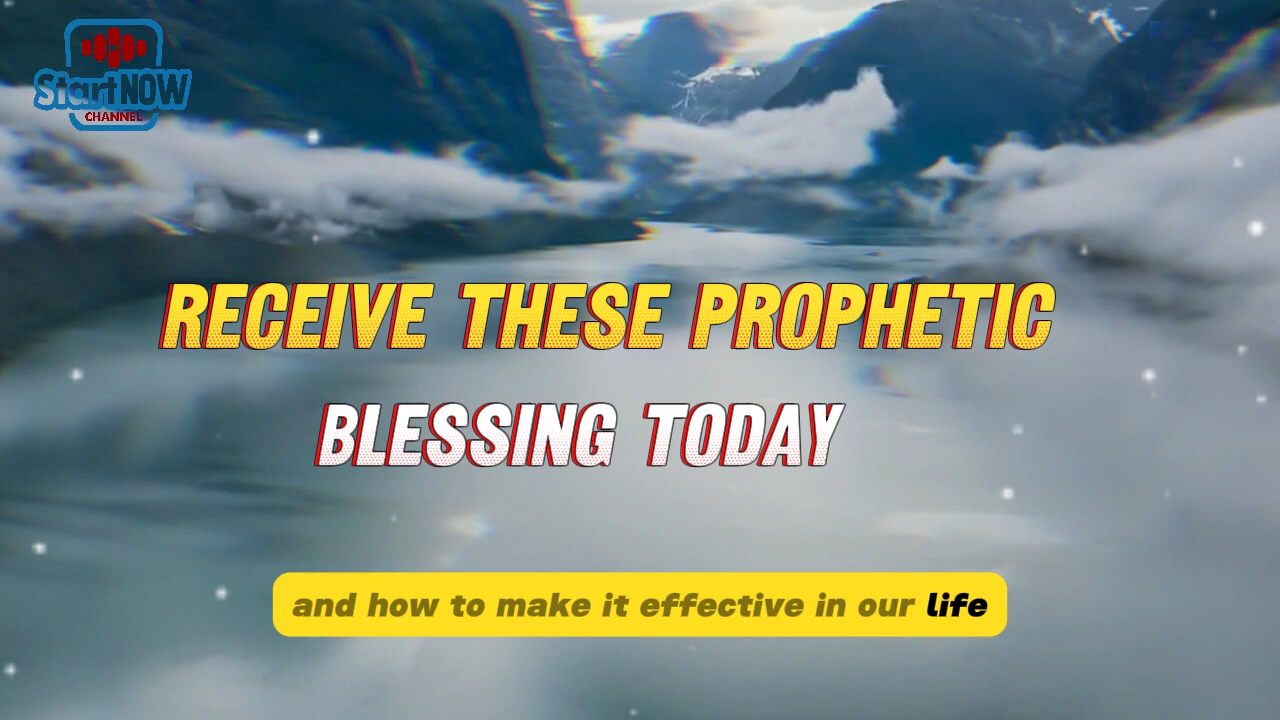 StartNOW
CHANNEL
RECEIVE THESE PROPHETIC
BLESSING TODAY
and how to make it effective in our life